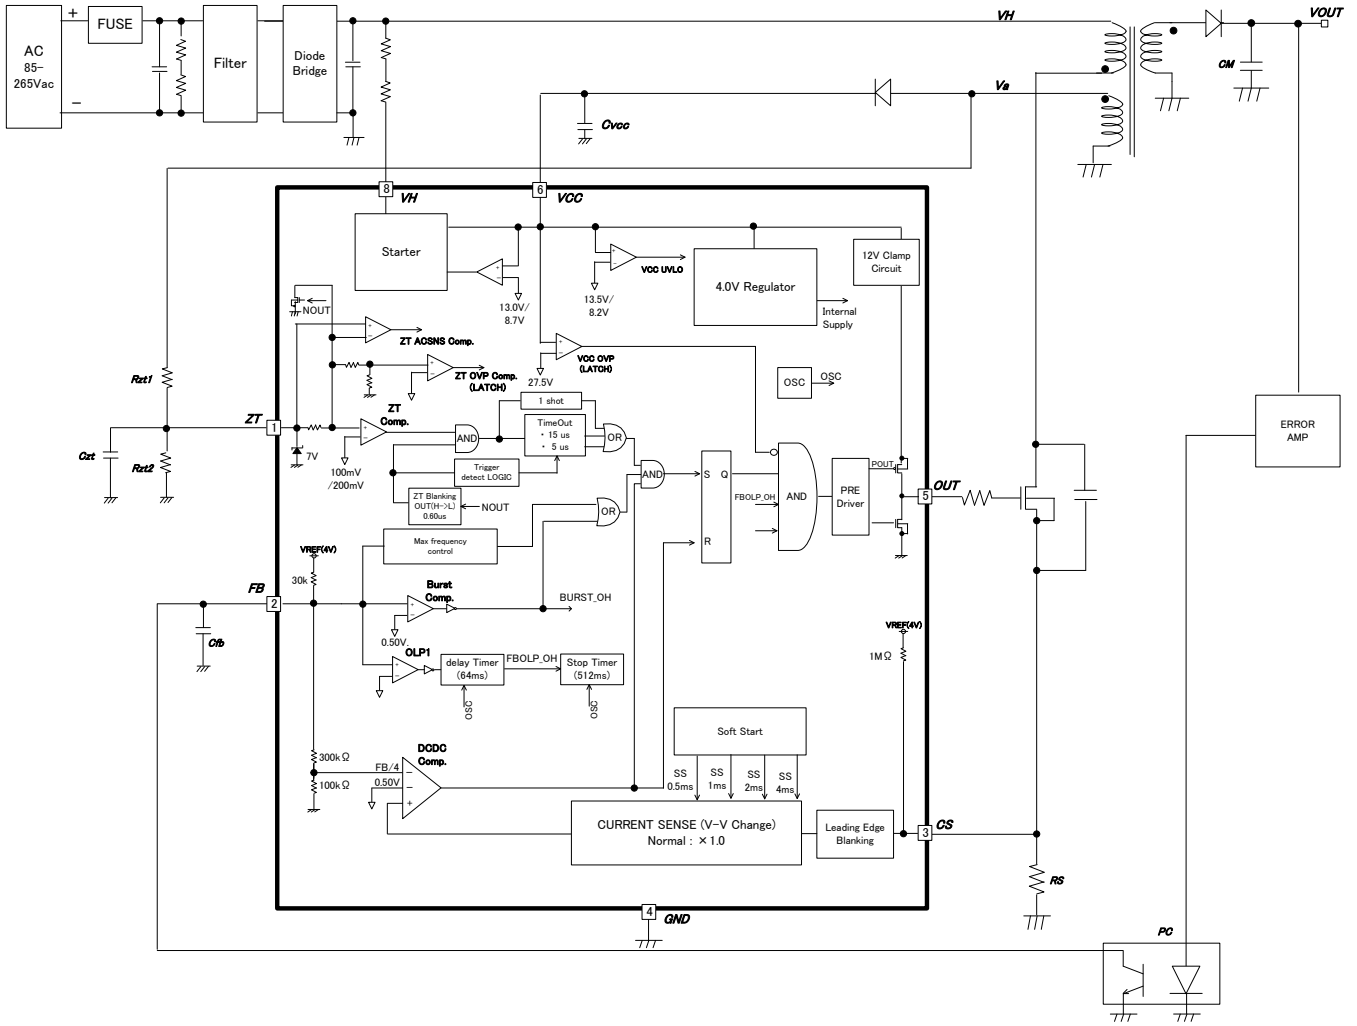 VH
VOUT
+
FUSE
AC
85-
265Vac
Filter
Diode
Bridge
CM
-
Va
Cvcc
8
VH
6
VCC
Starter
+
-
13.0V/
8.7V
+
-
VCC UVLO
13.5V/
8.2V
4.0V Regulator
Internal
Supply
12V Clamp
Circuit
NOUT
+
-
ZT ACSNS Comp.
+
-
ZT OVP Comp.
(LATCH)
+
-
VCC OVP
(LATCH)
27.5V
OSC
OSC
Rzt1
ZT
1
Czt
Rzt2
7V
ZT
Comp.
+
-
100mV
/200mV
AND
1 shot
TimeOut
・ 15 us
・ 5 us
OR
Trigger
detect LOGIC
ZT Blanking
OUT(H->L)
0.60us
NOUT
AND
OR
S
Q
R
FBOLP_OH
AND
PRE
Driver
POUT
5
OUT
ERROR
AMP
Max frequency
control
VREF(4V)
30k
FB
2
Cfb
Burst
Comp.
+
-
0.50V
BURST_OH
OLP1
+
-
delay Timer
(64ms)
FBOLP_OH
Stop Timer
(512ms)
OSC
OSC
VREF(4V)
1MΩ
Soft Start
SS
0.5ms
SS
1ms
SS
2ms
SS
4ms
300kΩ
100kΩ
DCDC
Comp.
FB/4
0.50V
-
-
+
CURRENT SENSE (V-V Change)
Normal : ×1.0
Leading Edge
Blanking
3
CS
RS
4
GND
PC